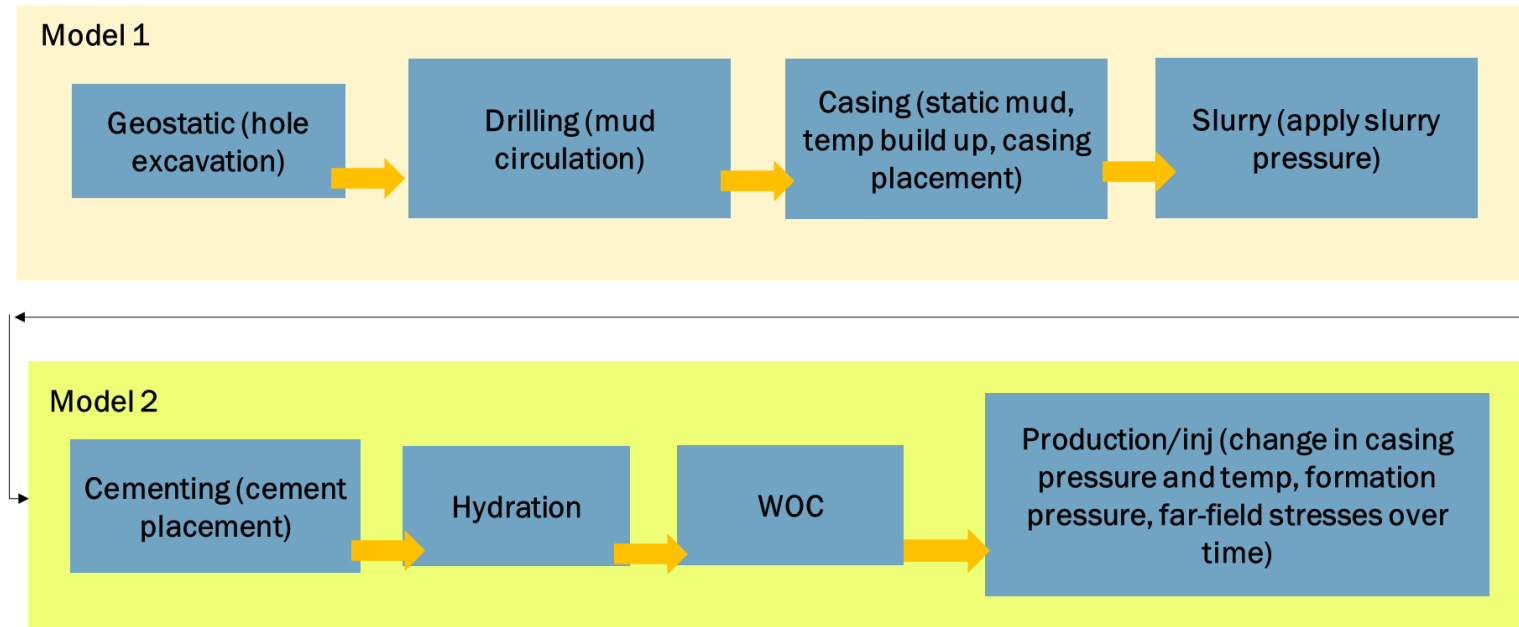 Model 1
Geostatic (hole
excavation)
Drilling (mud
circulation)
Casing (static mud,
temp build up, casing
placement)
Slurry (apply slurry
pressure)
Model 2
Cementing (cement
placement)
Hydration
WOC
Production/inj (change in casing
pressure and temp, formation
pressure, far-field stresses over
time)